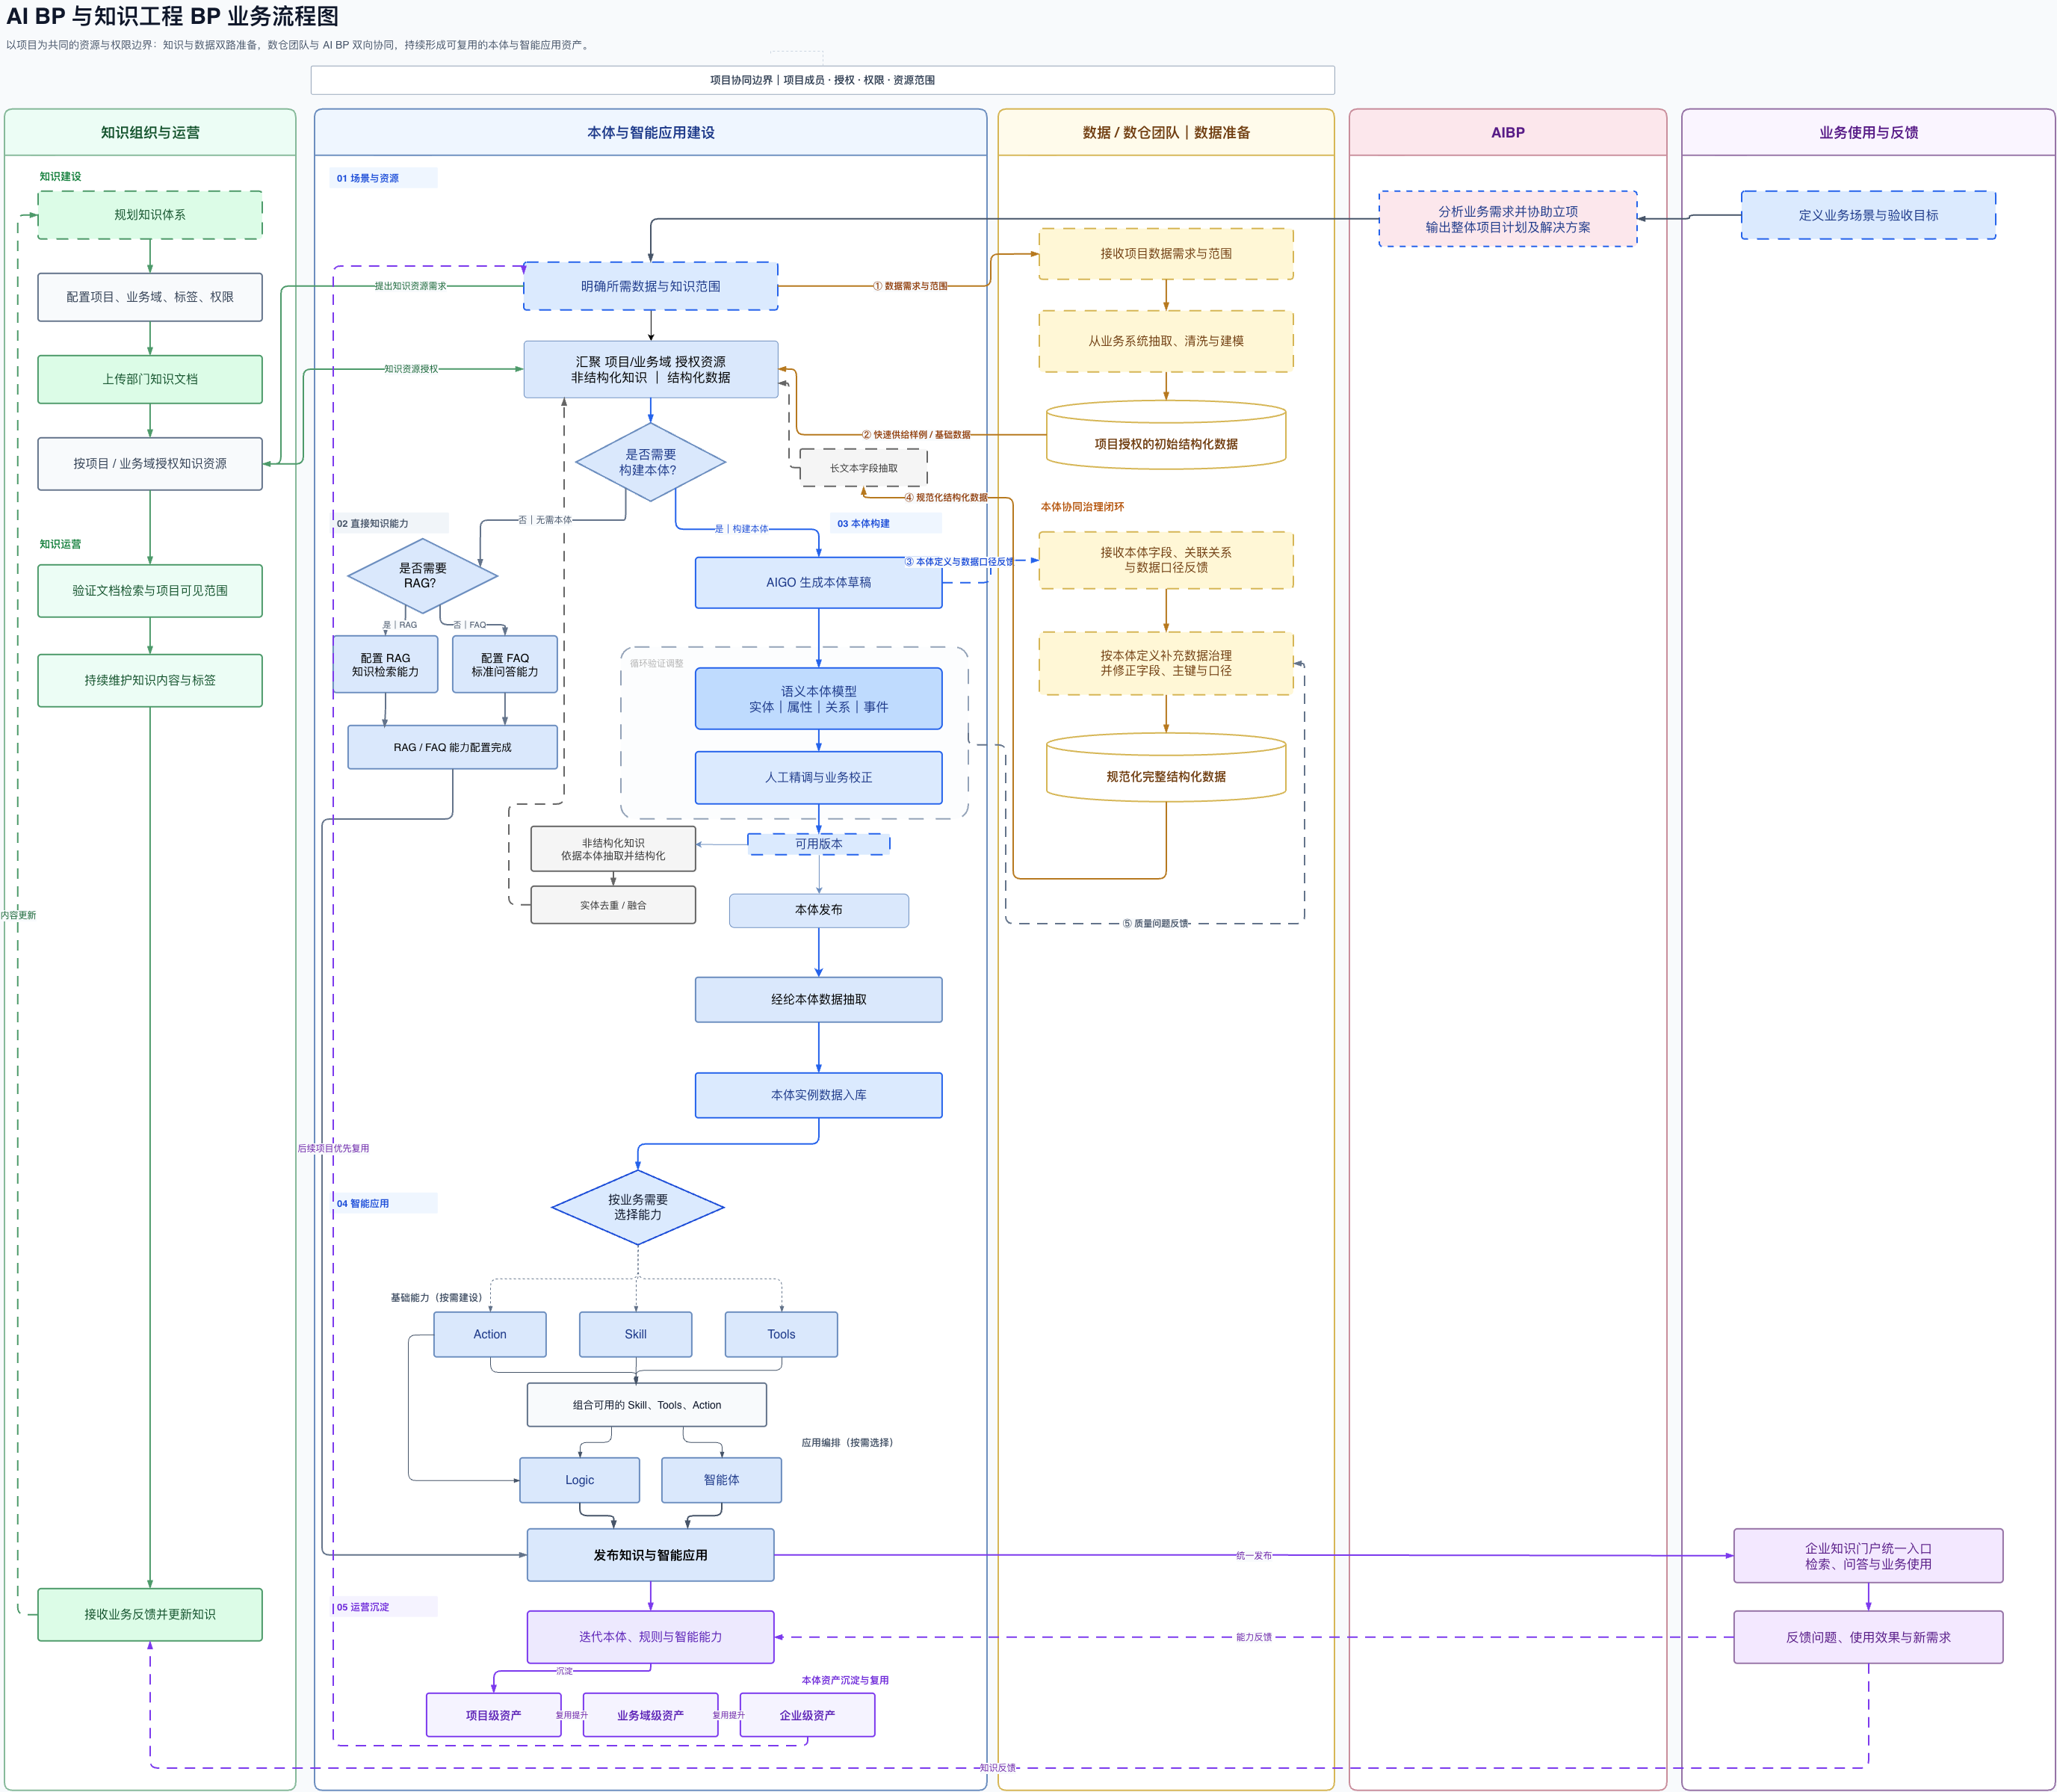 AI BP 与知识工程 BP 业务流程图
以项目为共同的资源与权限边界：知识与数据双路准备，数仓团队与 AI BP 双向协同，持续形成可复用的本体与智能应用资产。
项目协同边界｜项目成员 · 授权 · 权限 · 资源范围
知识组织与运营
知识建设
规划知识体系
配置项目、业务域、标签、权限
上传部门知识文档
按项目 / 业务域授权知识资源
知识运营
验证文档检索与项目可见范围
持续维护知识内容与标签
内容更新
接收业务反馈并更新知识
本体与智能应用建设
01 场景与资源
明确所需数据与知识范围
提出知识资源需求
① 数据需求与范围
汇聚 项目/业务域 授权资源
非结构化知识 ｜ 结构化数据
知识资源授权
② 快速供给样例 / 基础数据
是否需要
构建本体?
长文本字段抽取
④ 规范化结构化数据
否｜无需本体
是｜构建本体
02 直接知识能力
是否需要
RAG?
是｜RAG
否｜FAQ
配置 RAG
知识检索能力
配置 FAQ
标准问答能力
RAG / FAQ 能力配置完成
03 本体构建
AIGO 生成本体草稿
③ 本体定义与数据口径反馈
循环验证调整
语义本体模型
实体｜属性｜关系｜事件
人工精调与业务校正
可用版本
非结构化知识
依据本体抽取并结构化
实体去重 / 融合
本体发布
经纶本体数据抽取
本体实例数据入库
后续项目优先复用
04 智能应用
按业务需要
选择能力
基础能力（按需建设）
Action
Skill
Tools
组合可用的 Skill、Tools、Action
应用编排（按需选择）
Logic
智能体
发布知识与智能应用
统一发布
05 运营沉淀
迭代本体、规则与智能能力
能力反馈
沉淀
本体资产沉淀与复用
项目级资产
复用提升
业务域级资产
复用提升
企业级资产
知识反馈
数据 / 数仓团队｜数据准备
接收项目数据需求与范围
从业务系统抽取、清洗与建模
项目授权的初始结构化数据
本体协同治理闭环
接收本体字段、关联关系
与数据口径反馈
按本体定义补充数据治理
并修正字段、主键与口径
规范化完整结构化数据
⑤ 质量问题反馈
AIBP
分析业务需求并协助立项
输出整体项目计划及解决方案
业务使用与反馈
定义业务场景与验收目标
企业知识门户统一入口
检索、问答与业务使用
反馈问题、使用效果与新需求